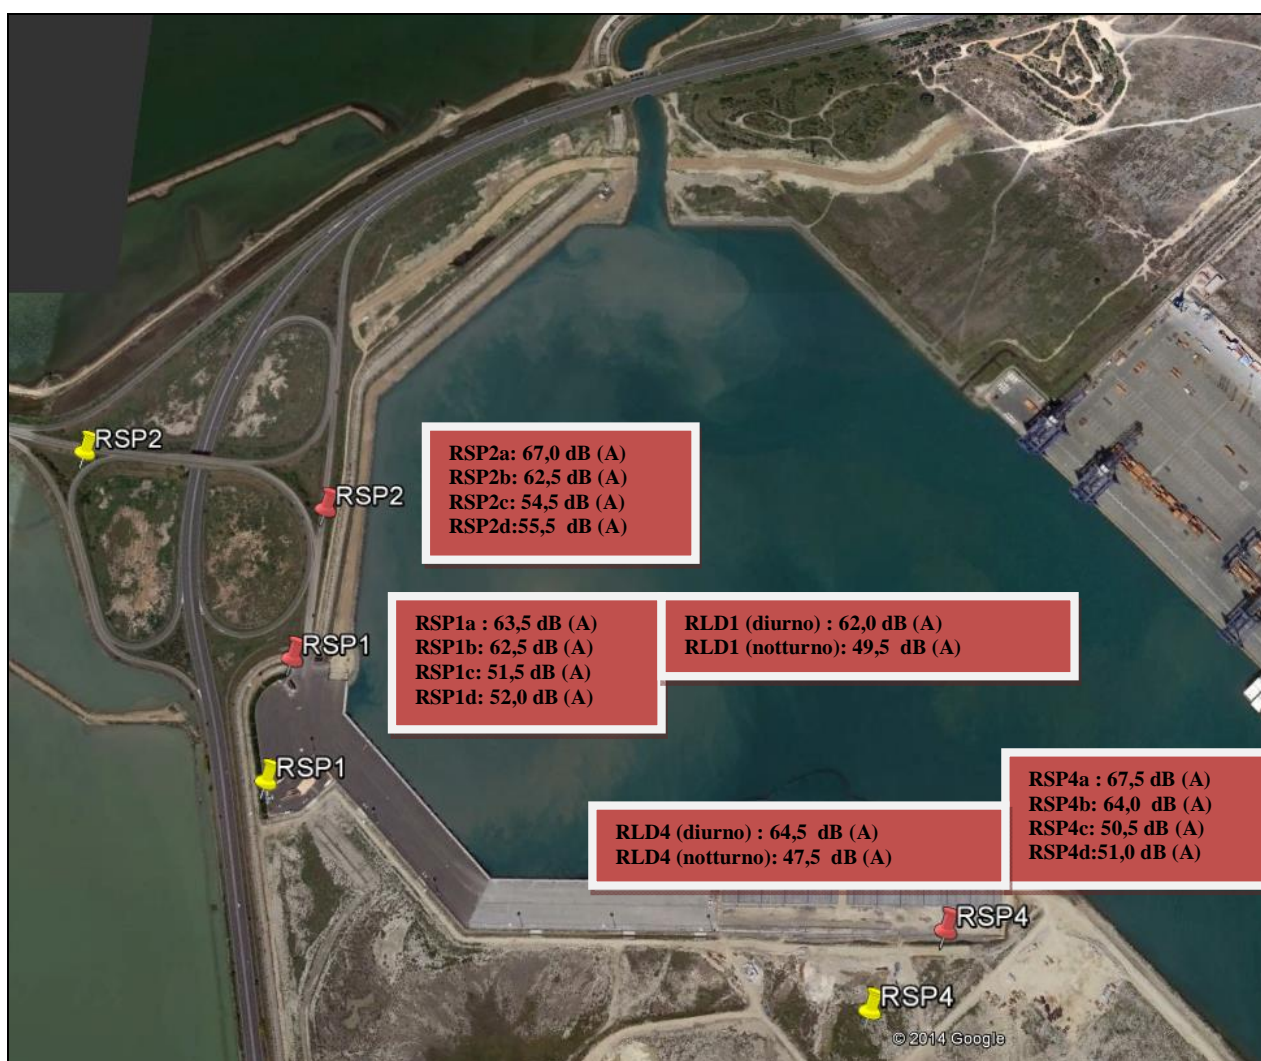 RSP2
RSP2
RSP2a: 67,0 dB (A)
RSP2b: 62,5 dB (A)
RSP2c: 54,5 dB (A)
RSP2d:55,5  dB (A)
RSP1
RSP1a : 63,5 dB (A)
RSP1b: 62,5 dB (A)
RSP1c: 51,5 dB (A)
RSP1d: 52,0 dB (A)
RLD1 (diurno) : 62,0 dB (A)
RLD1 (notturno): 49,5  dB (A)
RSP1
RSP4a : 67,5 dB (A)
RSP4b: 64,0  dB (A)
RSP4c: 50,5 dB (A)
RSP4d:51,0 dB (A)
RLD4 (diurno) : 64,5  dB (A)
RLD4 (notturno): 47,5  dB (A)
RSP4
RSP4
© 2014 Google